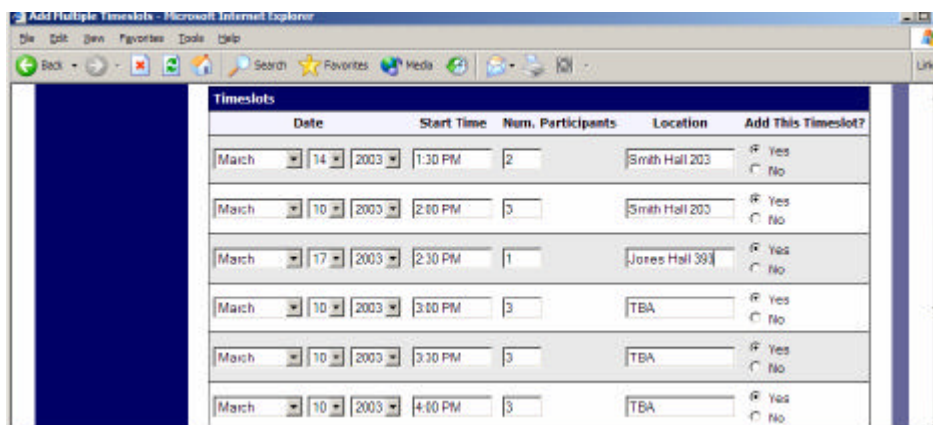 Add Multiple Timeslots - Microsoft Internet Explorer
File Edit View Favorites Tools Help
Back Search Favorites Media
Timeslots
Date Start Time Num. Participants Location Add This Timeslot?
March 14 2003 1:30 PM 2 Smith Hall 203 Yes
No
March 10 2003 2:00 PM 3 Smith Hall 203 Yes
No
March 17 2003 2:30 PM 1 Jones Hall 393 Yes
No
March 10 2003 3:00 PM 3 TBA Yes
No
March 10 2003 3:30 PM 3 TBA Yes
No
March 10 2003 4:00 PM 3 TBA Yes
No